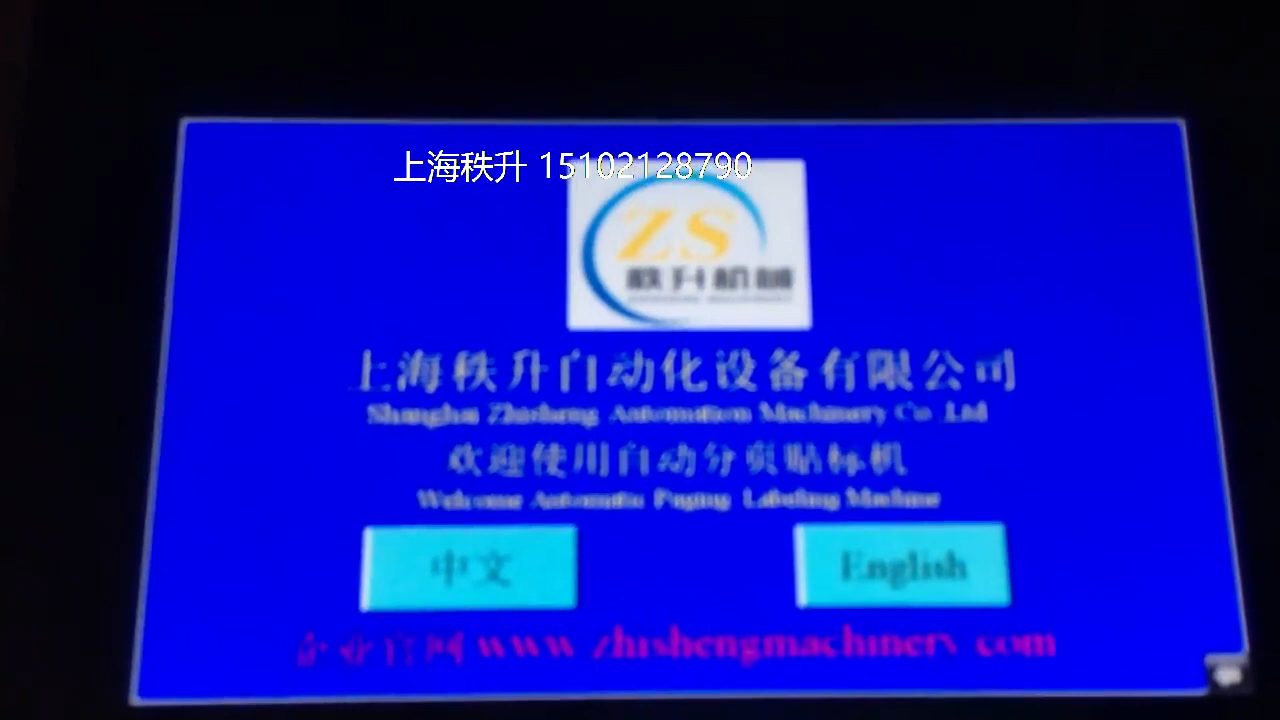 上海秩升 15102128790
ZS
秩升机械
上海秩升自动化设备有限公司
Shanghai Zhisheng Automation Machinery Co.,Ltd
欢迎使用自动分页贴标机
Welcome Automatic Paging Labeling Machine
中文
English
企业官网 www.zhishengmachinery.com